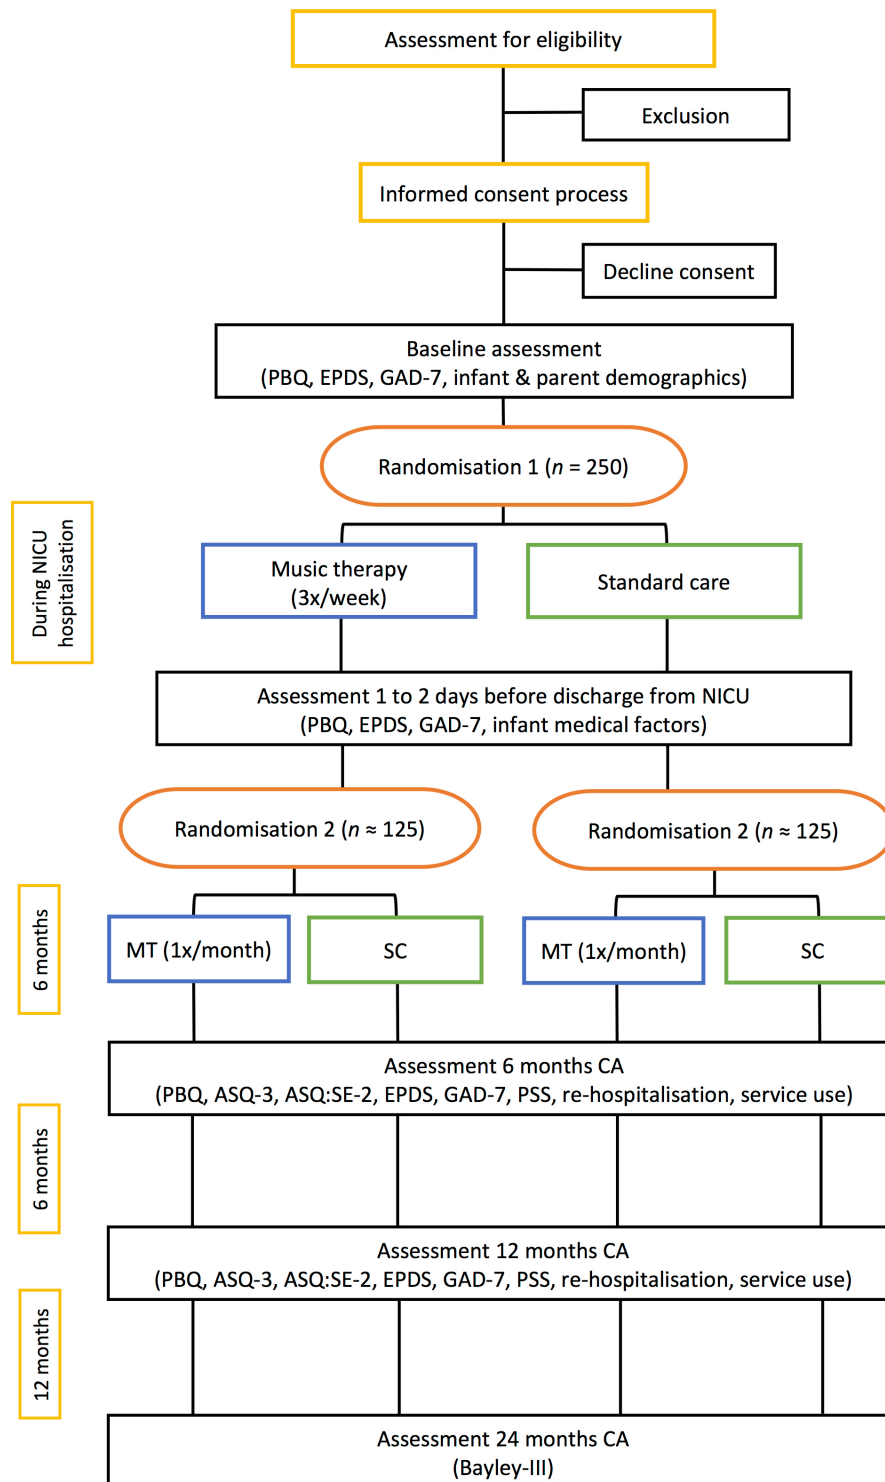 Assessment for eligibility
Exclusion
Informed consent process
Decline consent
Baseline assessment
(PBQ, EPDS, GAD-7, infant & parent demographics)
Randomisation 1 (n = 250)
During NICU
hospitalisation
Music therapy
(3x/week)
Standard care
Assessment 1 to 2 days before discharge from NICU
(PBQ, EPDS, GAD-7, infant medical factors)
Randomisation 2 (n ≈ 125)
Randomisation 2 (n ≈ 125)
6 months
MT (1x/month)
SC
MT (1x/month)
SC
Assessment 6 months CA
(PBQ, ASQ-3, ASQ:SE-2, EPDS, GAD-7, PSS, re-hospitalisation, service use)
6 months
Assessment 12 months CA
(PBQ, ASQ-3, ASQ:SE-2, EPDS, GAD-7, PSS, re-hospitalisation, service use)
12 months
Assessment 24 months CA
(Bayley-III)